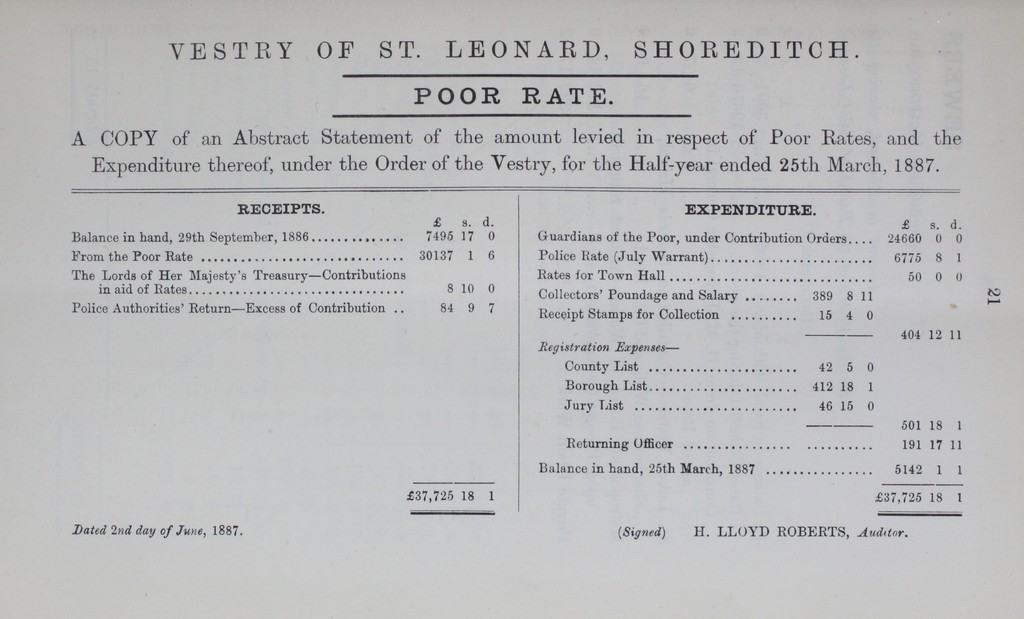 VESTRY OF ST. LEONARD, SHOREDITCH.
POOR RATE.
A COPY of an Abstract Statement of the amount levied in respect of Poor Rates, and the
Expenditure thereof, under the Order of the Vestry, for the Half-year ended 25th March, 1887.
RECEIPTS.
£ s. d.
Balance in hand, 29th September, 1886.............. 7495 17 0
From the Poor Rate .............................. 30137 1 6
The Lords of Her Majesty's Treasury—Contributions
in aid of Rates................................ 8 10 0
Police Authorities' Return—Excess of Contribution .. 84 9 7
£37,725 18 1
EXPENDITURE.
£ s. d.
Guardians of the Poor, under Contribution Orders.... 24660 0 0
Police Rate (July Warrant)........................ 6775 8 1
Rates for Town Hall .............................. 50 0 0
Collectors' Poundage and Salary ........ 389 8 11
Receipt Stamps for Collection .......... 15 4 0
404 12 11
Registration Expenses—
County List ...................... 42 5 0
Borough List...................... 412 18 1
Jury List ........................ 46 15 0
501 18 1
Returning Officer ................ .......... 191 17 11
Balance in hand, 25th March, 1887 ................ 5142 1 1
£37,725 18 1
Dated 2nd day of June, 1887.
(Signed) H. LLOYD ROBERTS, Auditor.
21